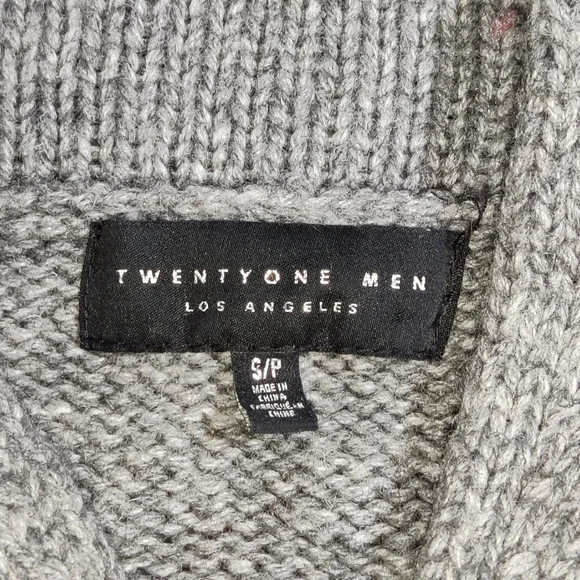 TWENTYONE MEN
LOS ANGELES
S/P
MADE IN
CHINA
FABRIQUÉ EN
CHINE